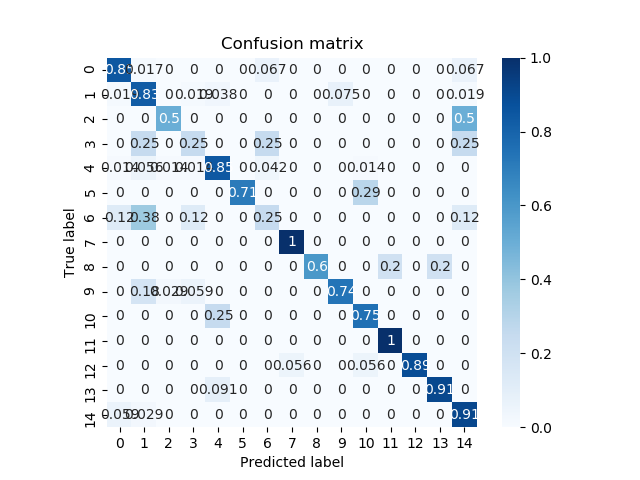 Confusion matrix
0 0.017 0 0 0 0 0.067 0 0 0 0 0 0 0 0.067
1 0.83 0 0.019 0.038 0 0 0 0 0.075 0 0 0 0 0.019
2 0 0 0.5 0 0 0 0 0 0 0 0 0 0 0 0.5
3 0 0.25 0 0.25 0 0 0.25 0 0 0 0 0 0 0 0.25
4 0.014 0.056 0.014 0.85 0 0.042 0 0 0 0.014 0 0 0 0
5 0 0 0 0 0 0.71 0 0 0 0 0.29 0 0 0 0
6 0.12 0.38 0 0.12 0 0 0.25 0 0 0 0 0 0 0 0.12
7 0 0 0 0 0 0 0 1 0 0 0 0 0 0 0
8 0 0 0 0 0 0 0 0 0.6 0 0 0.2 0 0.2 0
9 0 0.18 0.029 0.059 0 0 0 0 0 0.74 0 0 0 0 0
10 0 0 0 0 0.25 0 0 0 0 0 0.75 0 0 0 0
11 0 0 0 0 0 0 0 0 0 0 0 1 0 0 0
12 0 0 0 0 0 0 0 0.056 0 0 0.056 0 0.89 0 0
13 0 0 0 0 0.091 0 0 0 0 0 0 0 0 0.91 0
14 0.059 0.029 0 0 0 0 0 0 0 0 0 0 0 0 0.91
0 1 2 3 4 5 6 7 8 9 10 11 12 13 14
Predicted label
True label
1.0
0.8
0.6
0.4
0.2
0.0